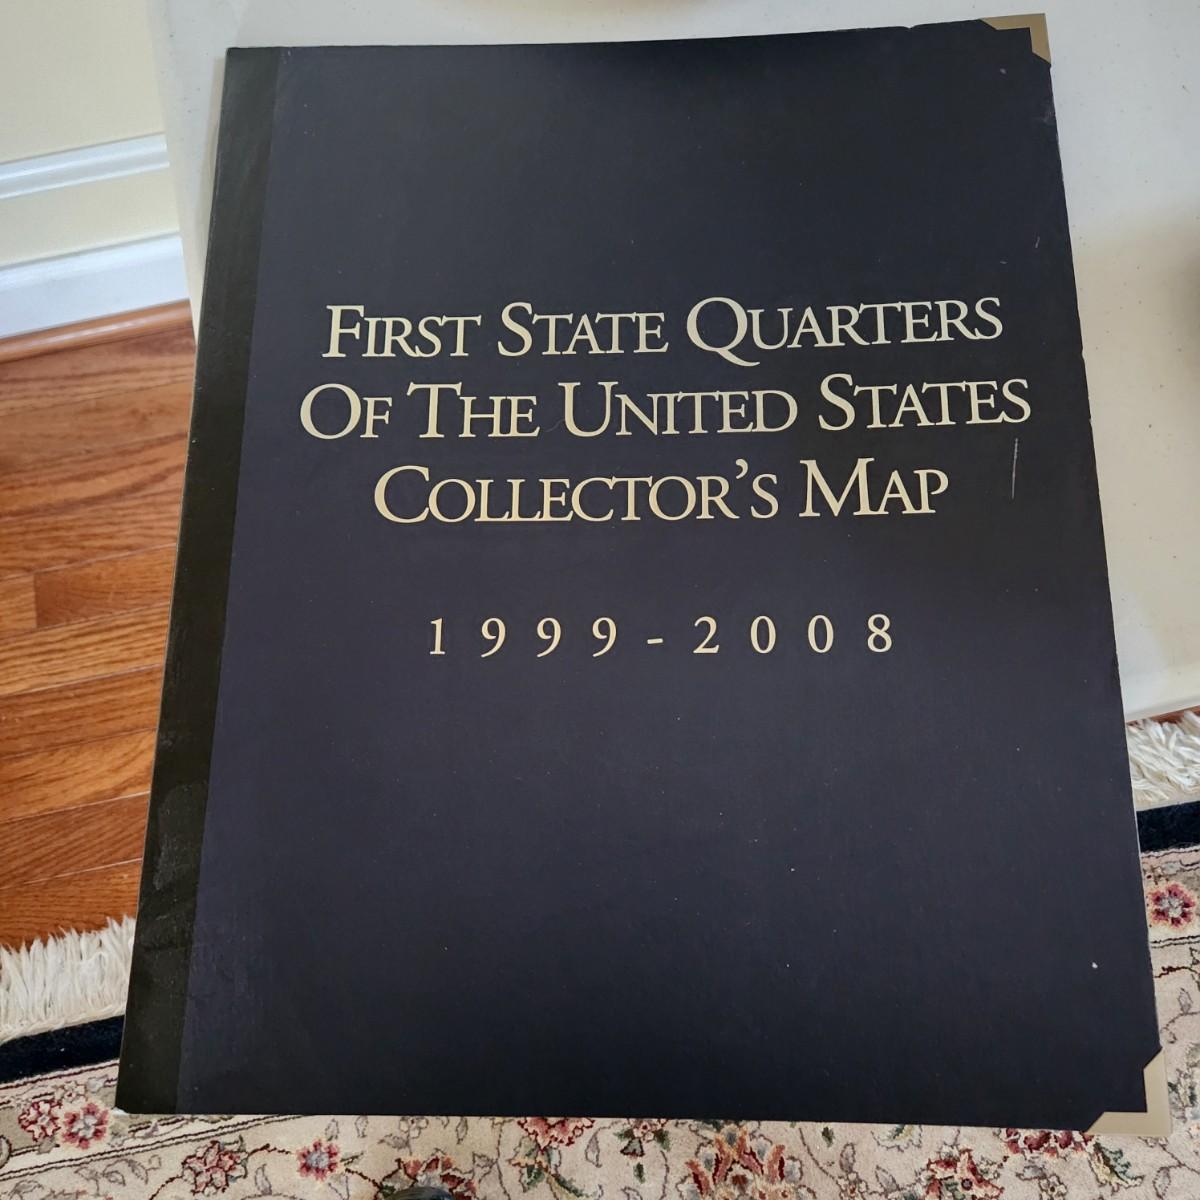 First State Quarters
Of The United States
Collector's Map
1999-2008